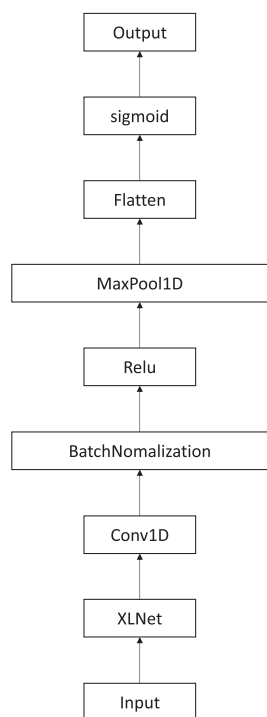 Output
sigmoid
Flatten
MaxPool1D
Relu
BatchNomalization
Conv1D
XLNet
Input